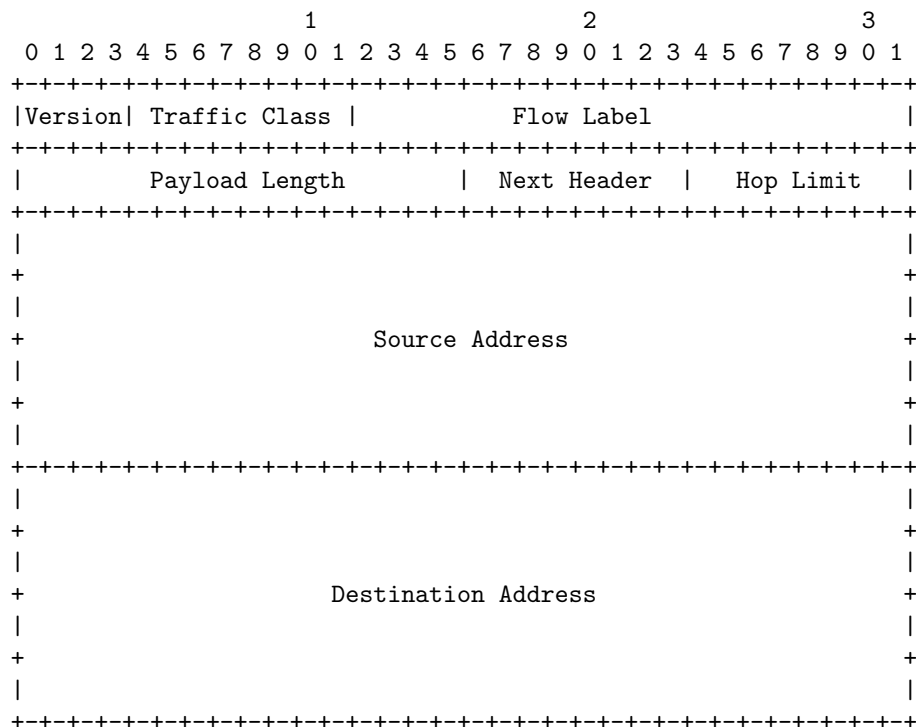 1                   2                   3
 0 1 2 3 4 5 6 7 8 9 0 1 2 3 4 5 6 7 8 9 0 1 2 3 4 5 6 7 8 9 0 1
+-+-+-+-+-+-+-+-+-+-+-+-+-+-+-+-+-+-+-+-+-+-+-+-+-+-+-+-+-+-+-+-+
|Version| Traffic Class |           Flow Label                  |
+-+-+-+-+-+-+-+-+-+-+-+-+-+-+-+-+-+-+-+-+-+-+-+-+-+-+-+-+-+-+-+-+
|         Payload Length        |  Next Header  |   Hop Limit   |
+-+-+-+-+-+-+-+-+-+-+-+-+-+-+-+-+-+-+-+-+-+-+-+-+-+-+-+-+-+-+-+-+
|                                                               |
+                                                               +
|                                                               |
+                         Source Address                        +
|                                                               |
+                                                               +
|                                                               |
+-+-+-+-+-+-+-+-+-+-+-+-+-+-+-+-+-+-+-+-+-+-+-+-+-+-+-+-+-+-+-+-+
|                                                               |
+                                                               +
|                                                               |
+                      Destination Address                      +
|                                                               |
+                                                               +
|                                                               |
+-+-+-+-+-+-+-+-+-+-+-+-+-+-+-+-+-+-+-+-+-+-+-+-+-+-+-+-+-+-+-+-+